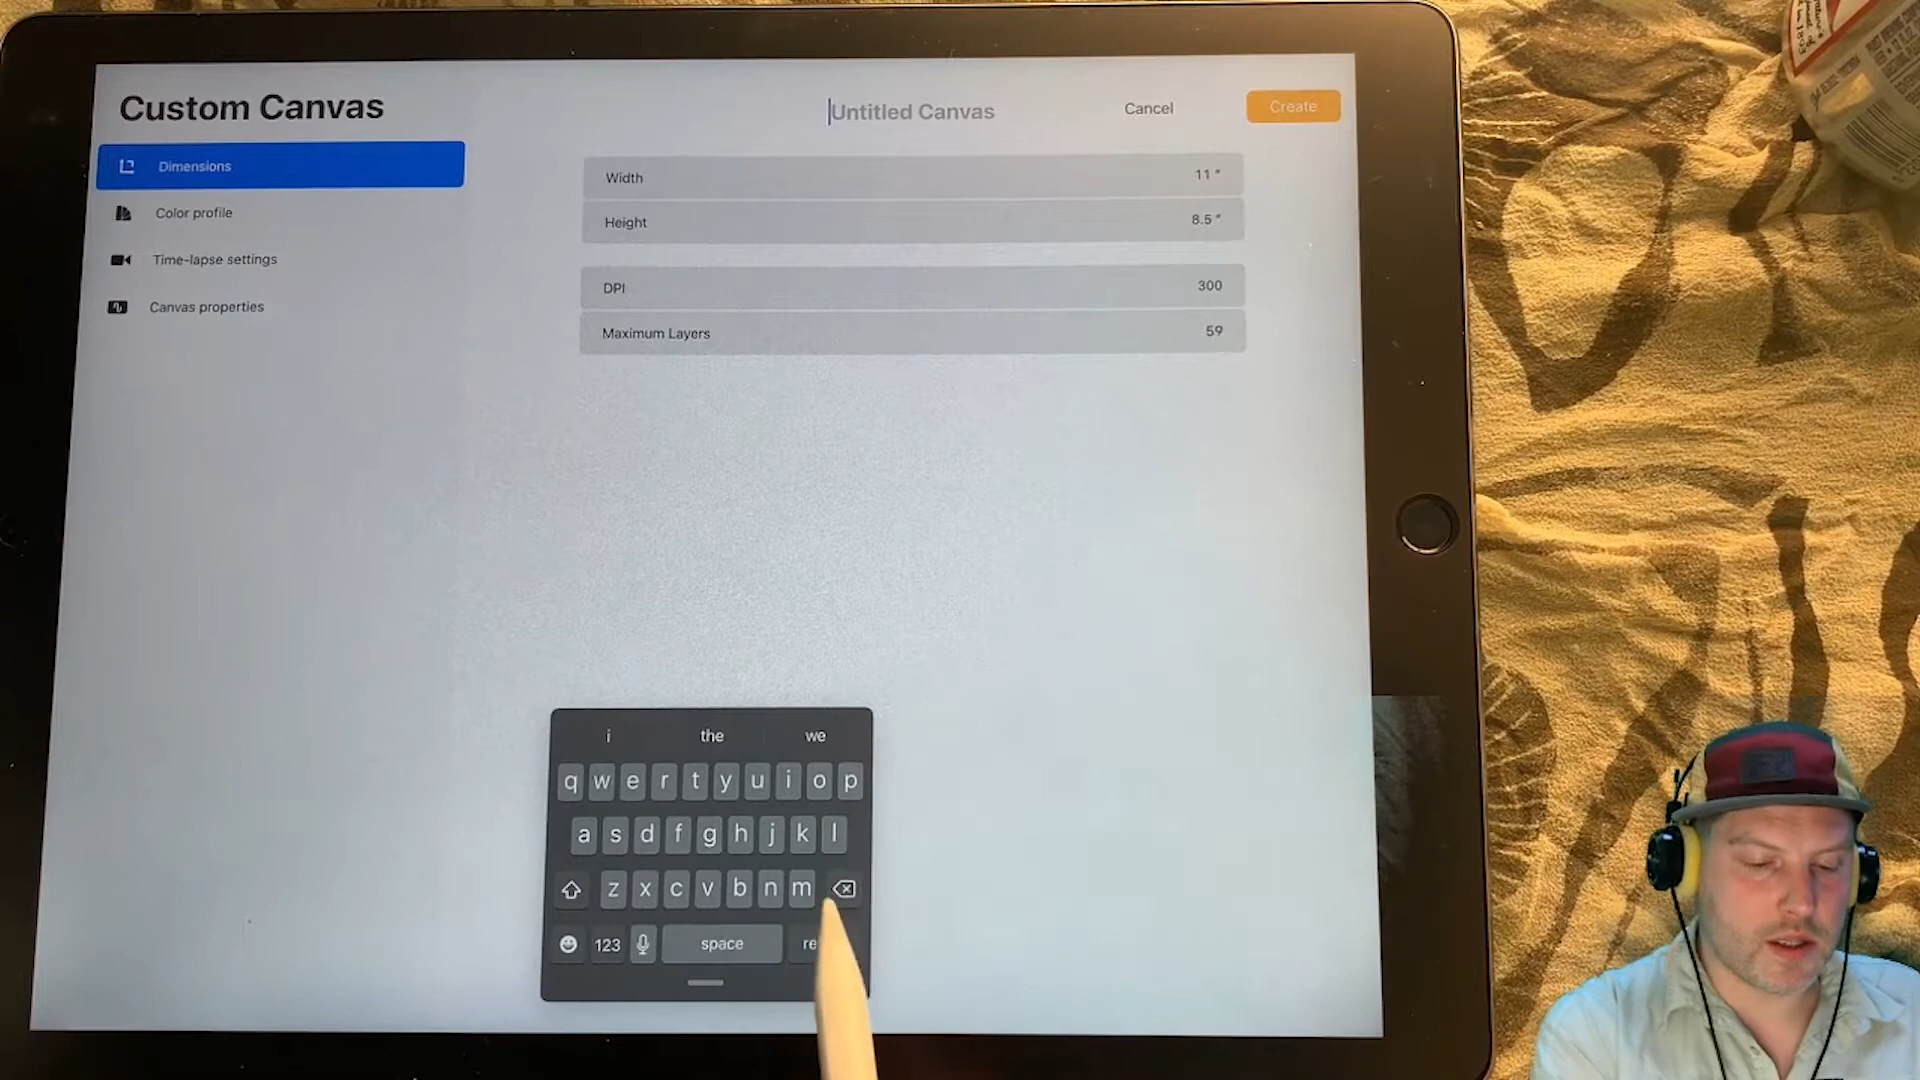 Custom Canvas
Untitled Canvas
Cancel
Create
Dimensions
Color profile
Time-lapse settings
Canvas properties
Width 11 "
Height 8.5 "
DPI 300
Maximum Layers 59
i the we
q w e r t y u i o p
a s d f g h j k l
z x c v b n m
123 space re